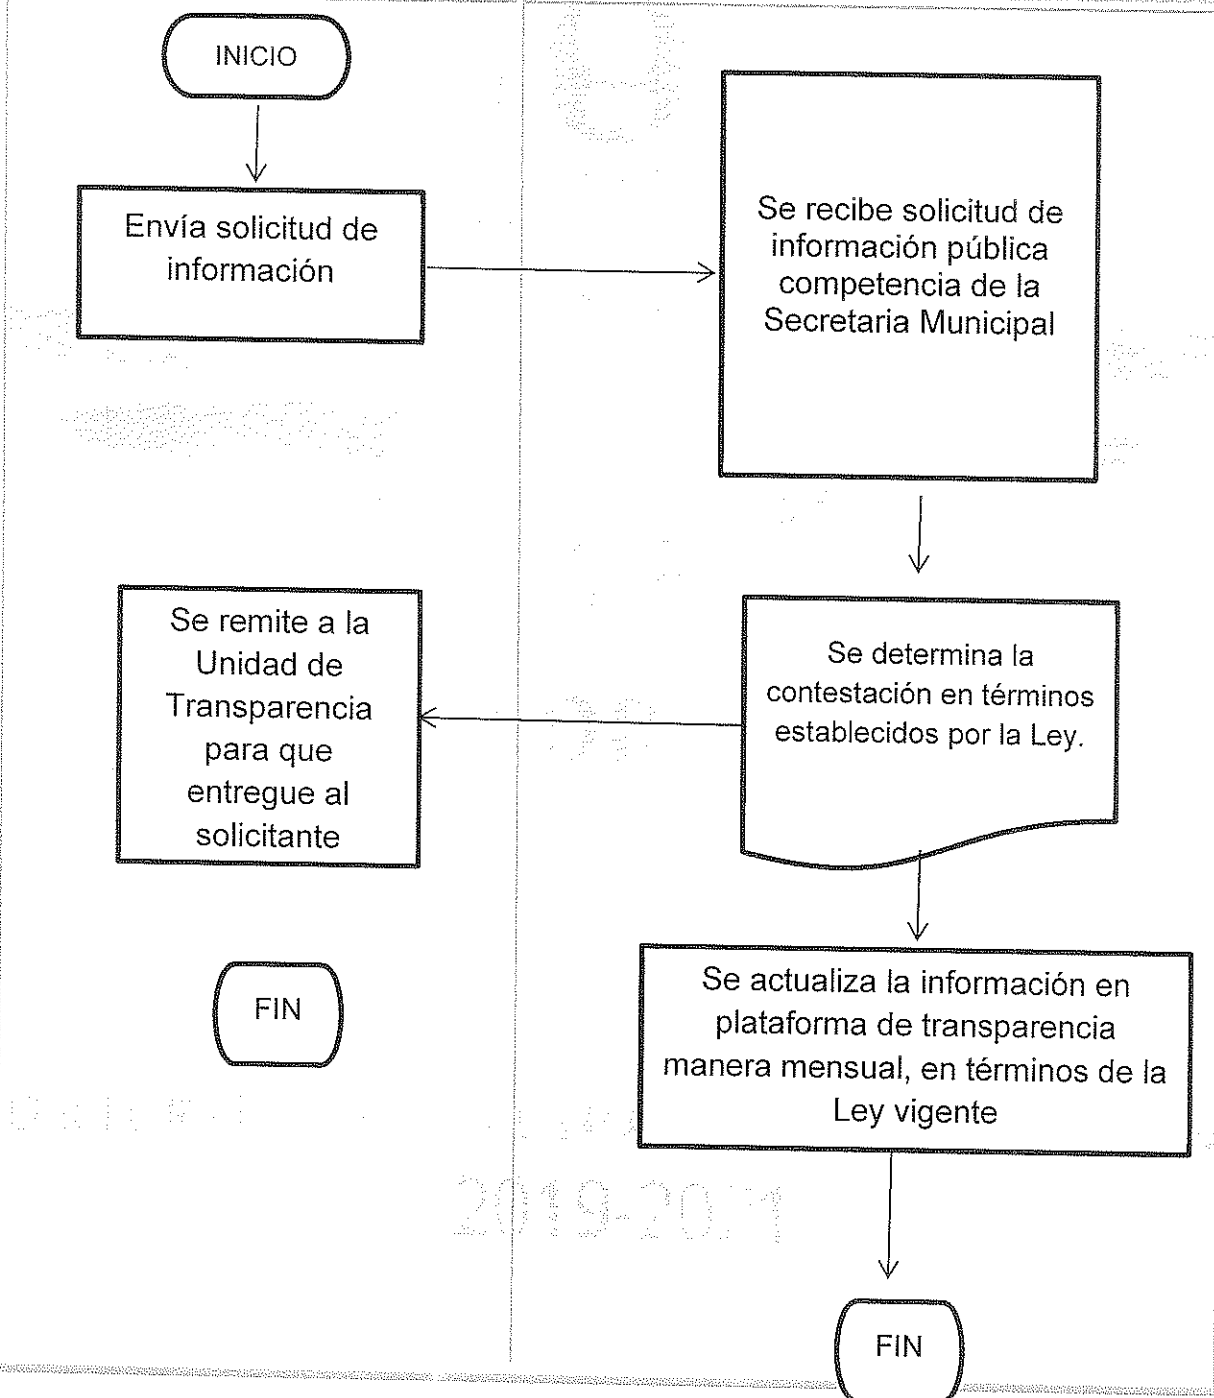 INICIO
Envía solicitud de
información
Se recibe solicitud de
información pública
competencia de la
Secretaria Municipal
Se determina la
contestación en términos
establecidos por la Ley.
Se remite a la
Unidad de
Transparencia
para que
entregue al
solicitante
FIN
Se actualiza la información en
plataforma de transparencia
manera mensual, en términos de la
Ley vigente
FIN